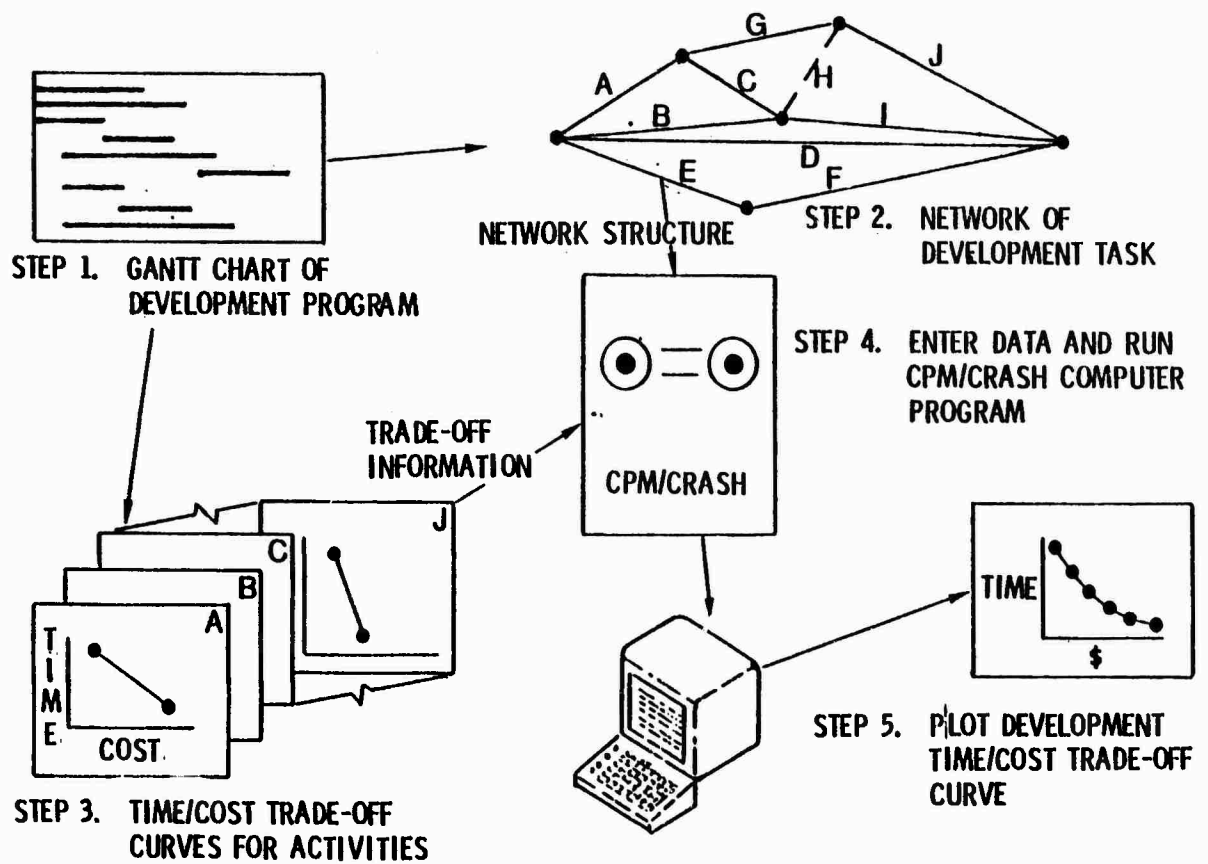 G
A
C
H
J
B
I
D
E
F
NETWORK STRUCTURE
STEP 2. NETWORK OF
DEVELOPMENT TASK
STEP 1. GANTT CHART OF
DEVELOPMENT PROGRAM
STEP 4. ENTER DATA AND RUN
CPM/CRASH COMPUTER
PROGRAM
TRADE-OFF
INFORMATION
CPM/CRASH
J
C
B
A
TIME
COST
STEP 3. TIME/COST TRADE-OFF
CURVES FOR ACTIVITIES
TIME
$
STEP 5. PLOT DEVELOPMENT
TIME/COST TRADE-OFF
CURVE